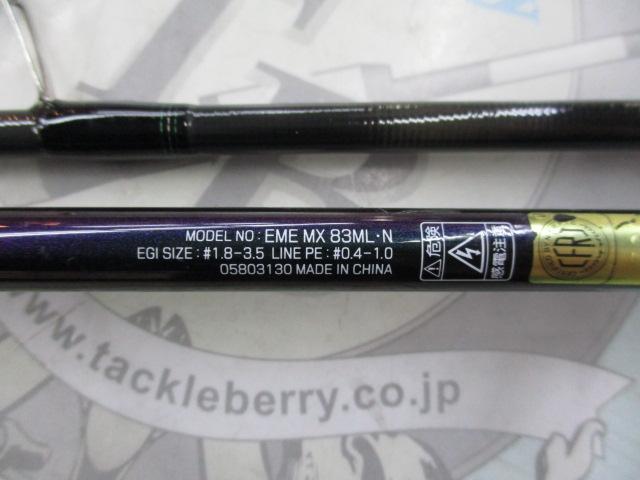 MODEL NO : EME MX 83ML·N
EGI SIZE : #1.8-3.5 LINE PE : #0.4-1.0
05803130 MADE IN CHINA
危険
感電注意
CFRJ
www.tackleberry.co.jp